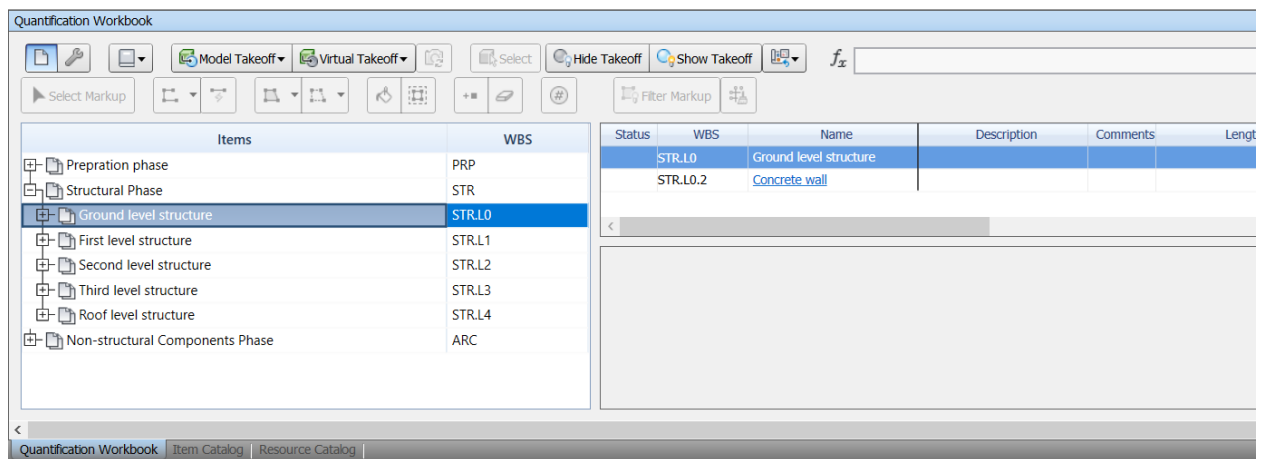 Quantification Workbook
Model Takeoff Virtual Takeoff Select Hide Takeoff Show Takeoff fx
Select Markup # Filter Markup
Items WBS
Prepration phase PRP
Structural Phase STR
Ground level structure STR.L0
First level structure STR.L1
Second level structure STR.L2
Third level structure STR.L3
Roof level structure STR.L4
Non-structural Components Phase ARC
Status WBS Name Description Comments Lengt
STR.L0 Ground level structure
STR.L0.2 Concrete wall
Quantification Workbook Item Catalog Resource Catalog